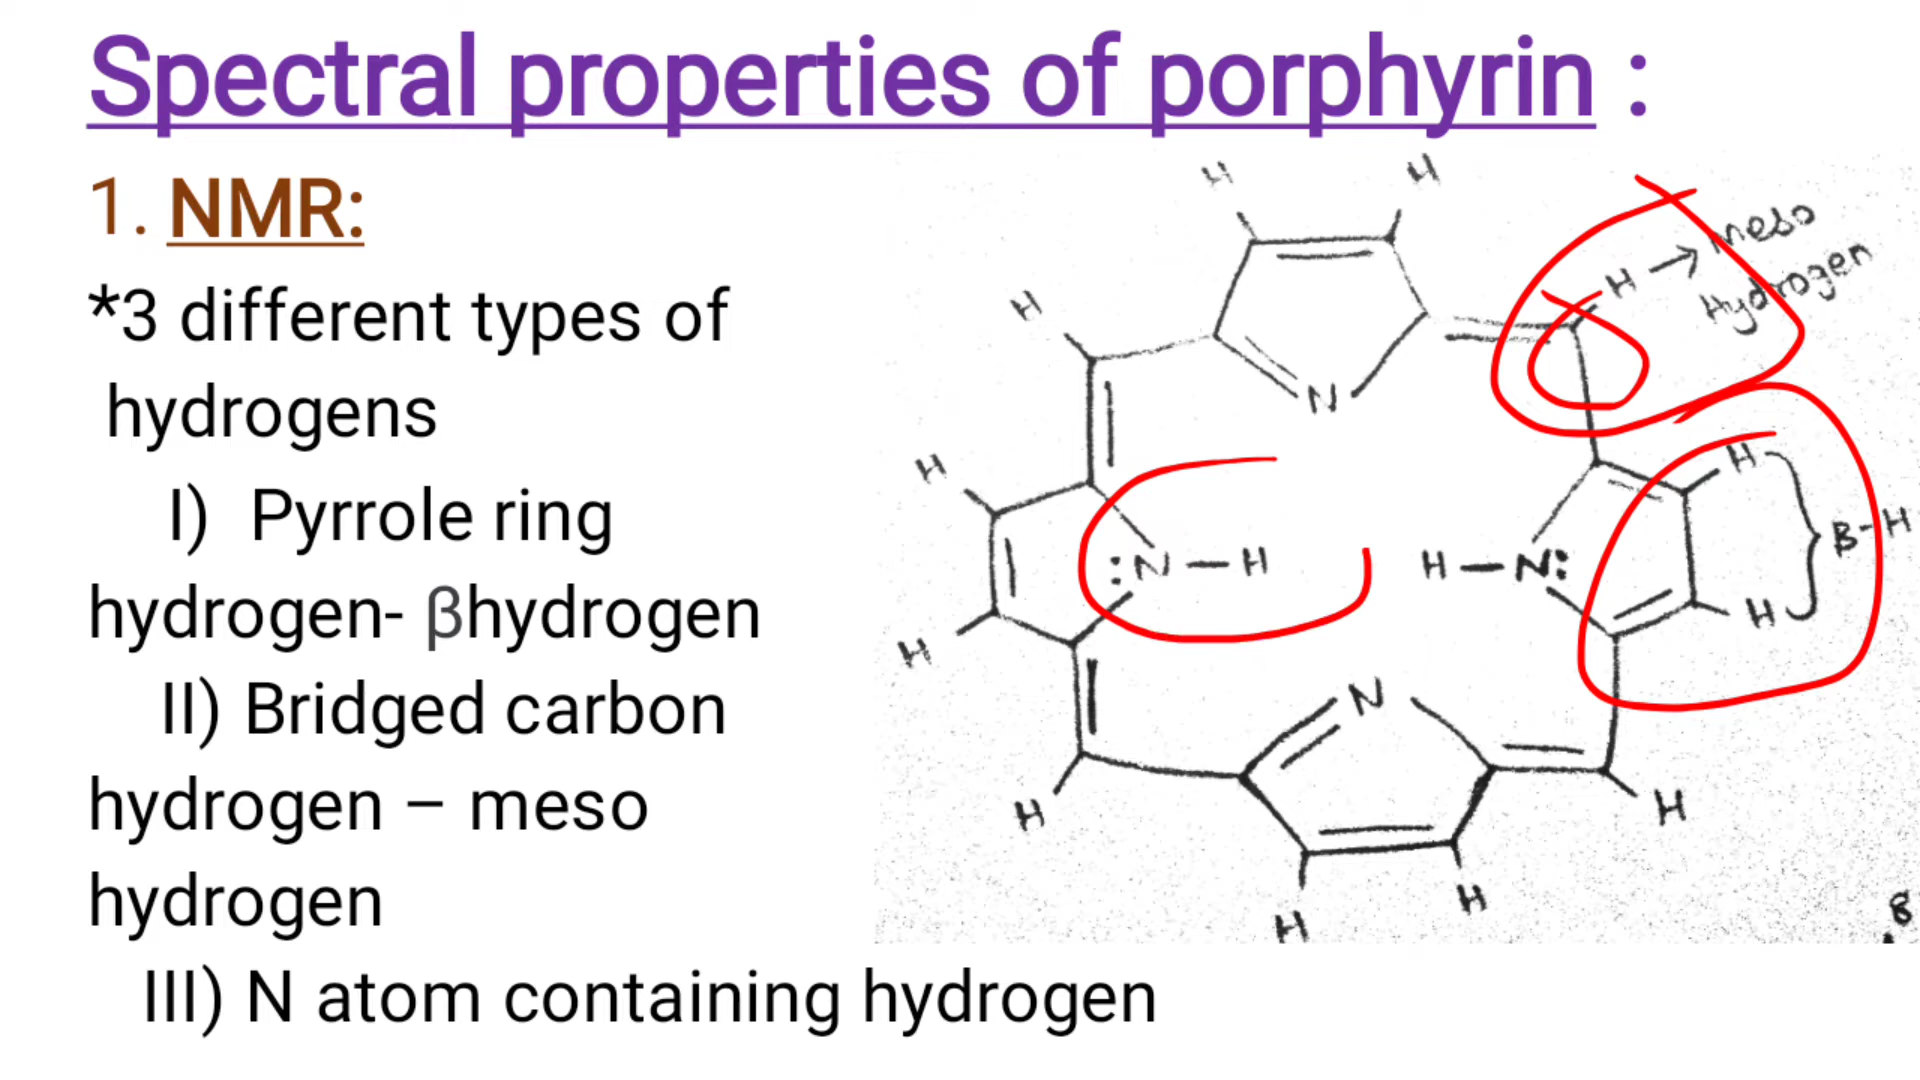 Spectral properties of porphyrin :
1. NMR:
*3 different types of
hydrogens
I) Pyrrole ring
hydrogen- βhydrogen
II) Bridged carbon
hydrogen – meso
hydrogen
III) N atom containing hydrogen
H H
H → meso
Hydrogen
H
N
H
H
B-H
:N — H
H — N:
H
H
N
H
H
H
H
8